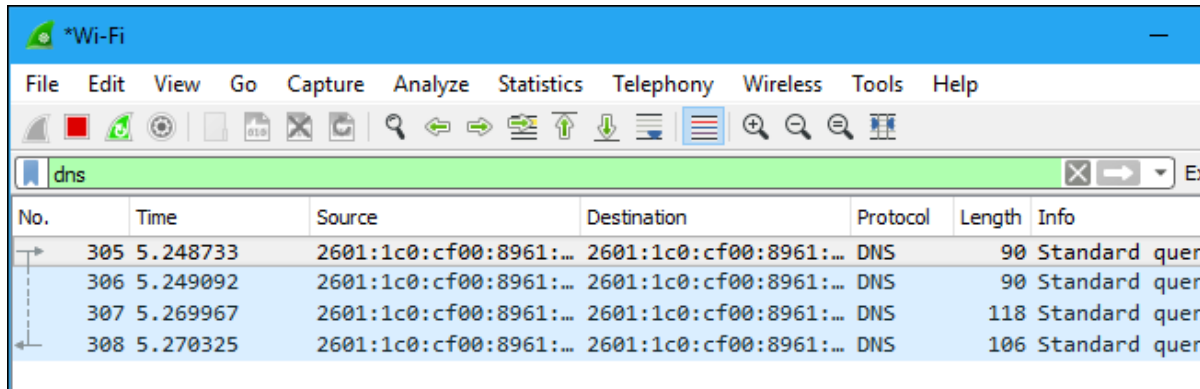 *Wi-Fi
File Edit View Go Capture Analyze Statistics Telephony Wireless Tools Help
dns
No. Time Source Destination Protocol Length Info
305 5.248733 2601:1c0:cf00:8961:… 2601:1c0:cf00:8961:… DNS 90 Standard quer
306 5.249092 2601:1c0:cf00:8961:… 2601:1c0:cf00:8961:… DNS 90 Standard quer
307 5.269967 2601:1c0:cf00:8961:… 2601:1c0:cf00:8961:… DNS 118 Standard quer
308 5.270325 2601:1c0:cf00:8961:… 2601:1c0:cf00:8961:… DNS 106 Standard quer